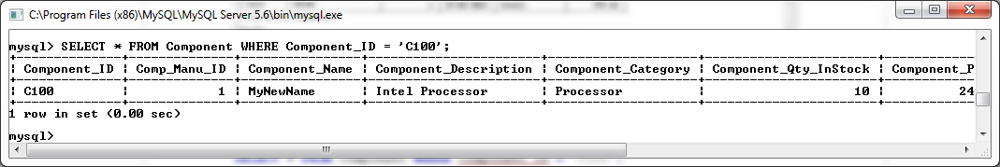 C:\Program Files (x86)\MySQL\MySQL Server 5.6\bin\mysql.exe
mysql> SELECT * FROM Component WHERE Component_ID = 'C100';
| Component_ID | Comp_Manu_ID | Component_Name | Component_Description | Component_Category | Component_Qty_InStock | Component_P
| C100 | 1 | MyNewName | Intel Processor | Processor | 10 | 24
1 row in set (0.00 sec)
mysql>